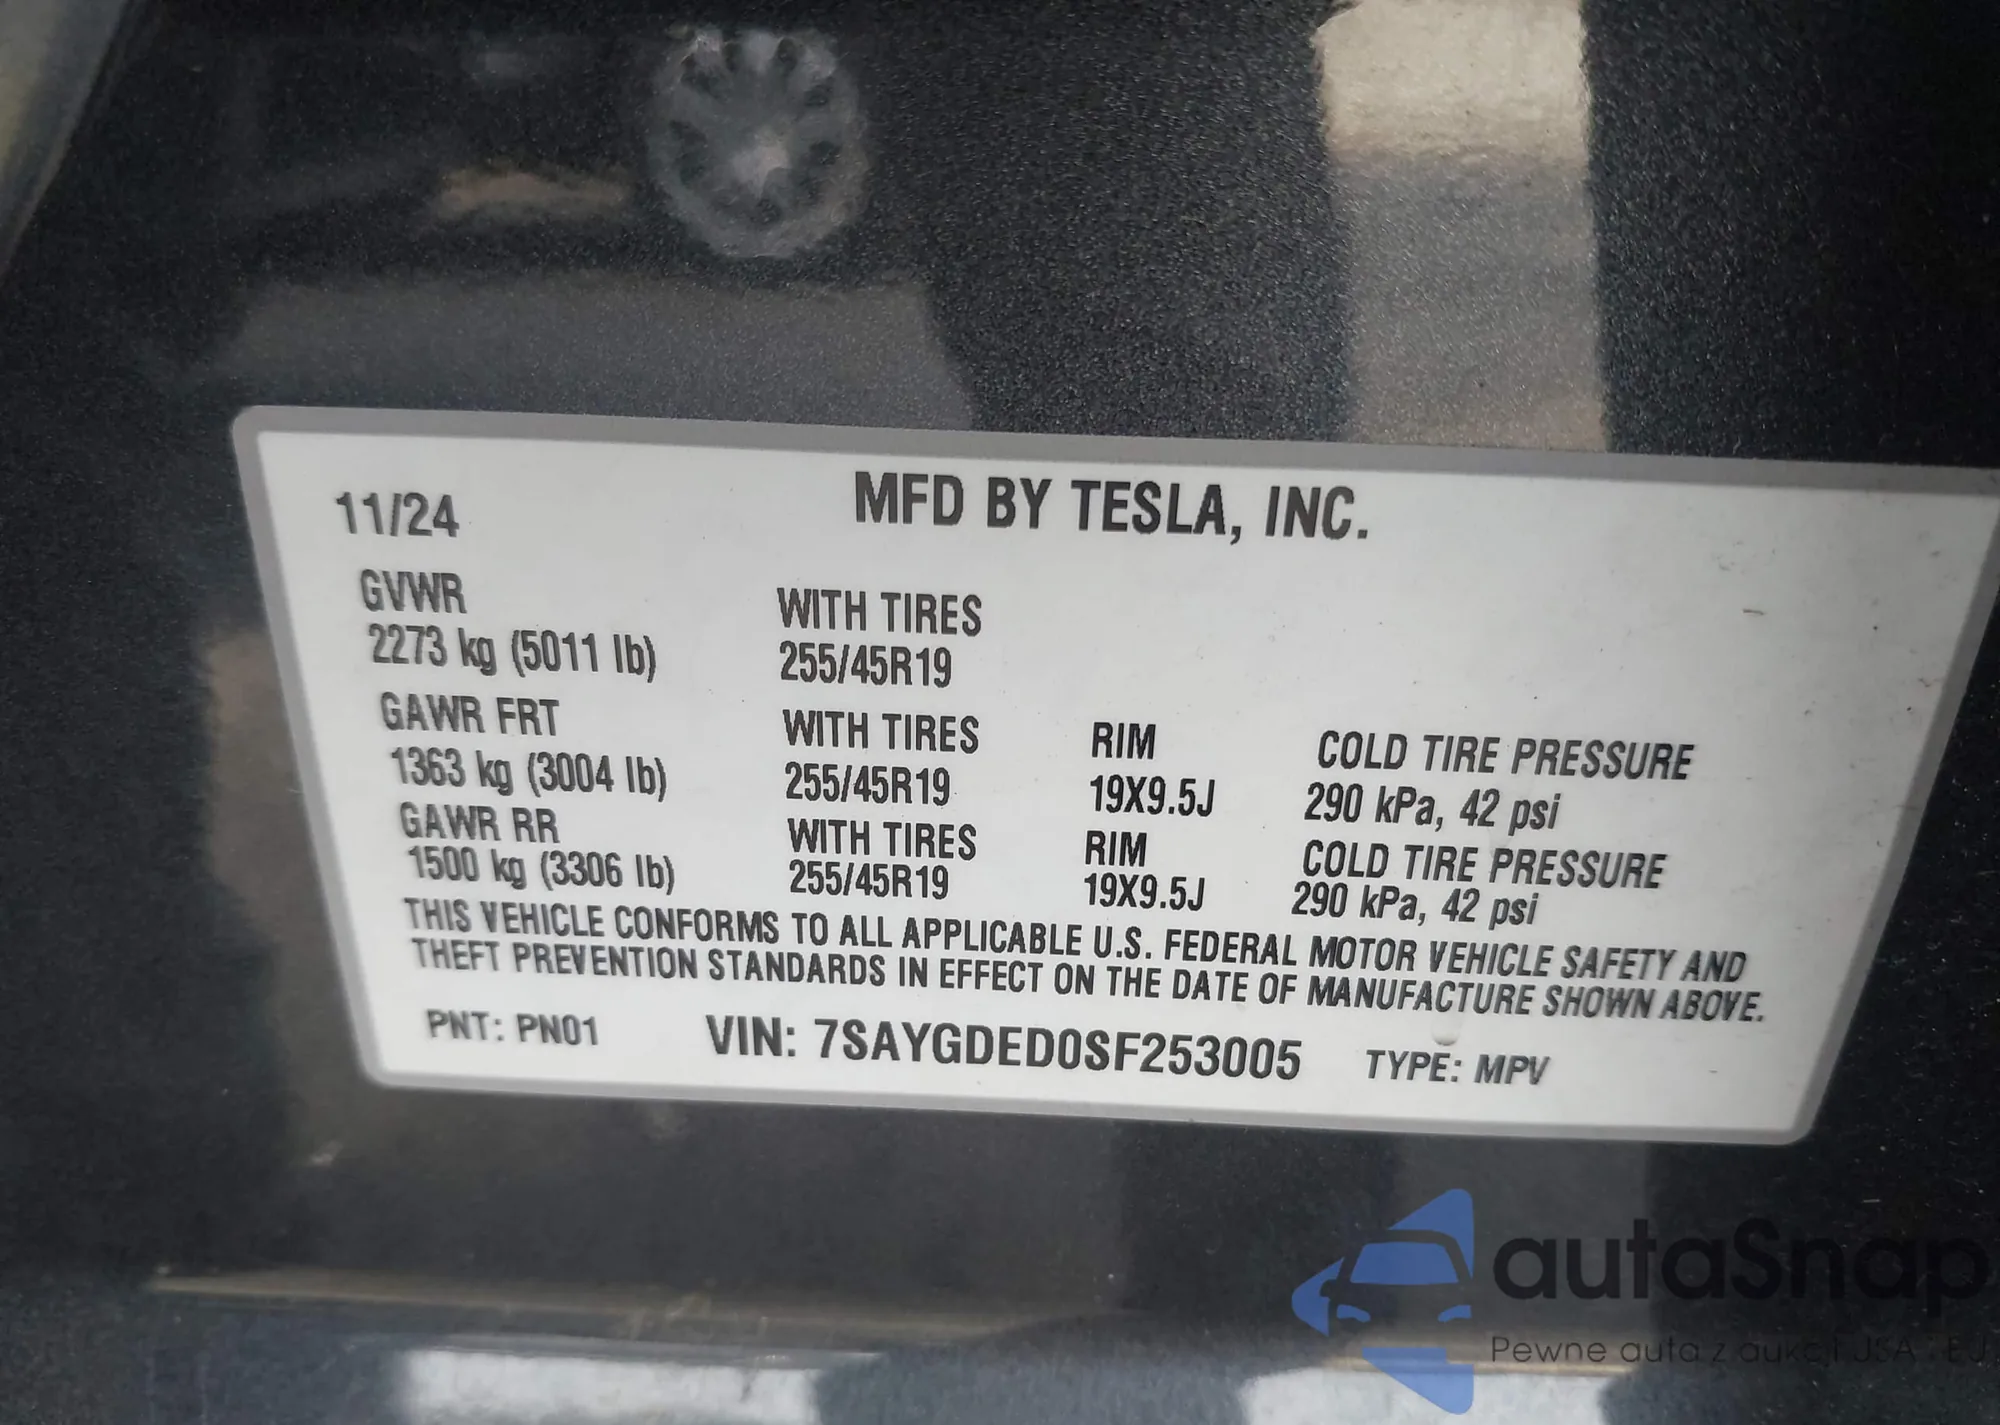 11/24 MFD BY TESLA, INC.
GVWR WITH TIRES
2273 kg (5011 lb) 255/45R19
GAWR FRT WITH TIRES RIM COLD TIRE PRESSURE
1363 kg (3004 lb) 255/45R19 19X9.5J 290 kPa, 42 psi
GAWR RR WITH TIRES RIM COLD TIRE PRESSURE
1500 kg (3306 lb) 255/45R19 19X9.5J 290 kPa, 42 psi
THIS VEHICLE CONFORMS TO ALL APPLICABLE U.S. FEDERAL MOTOR VEHICLE SAFETY AND
THEFT PREVENTION STANDARDS IN EFFECT ON THE DATE OF MANUFACTURE SHOWN ABOVE.
PNT: PN01 VIN: 7SAYGDED0SF253005 TYPE: MPV
autaSnap
Pewne auta z aukcji USA